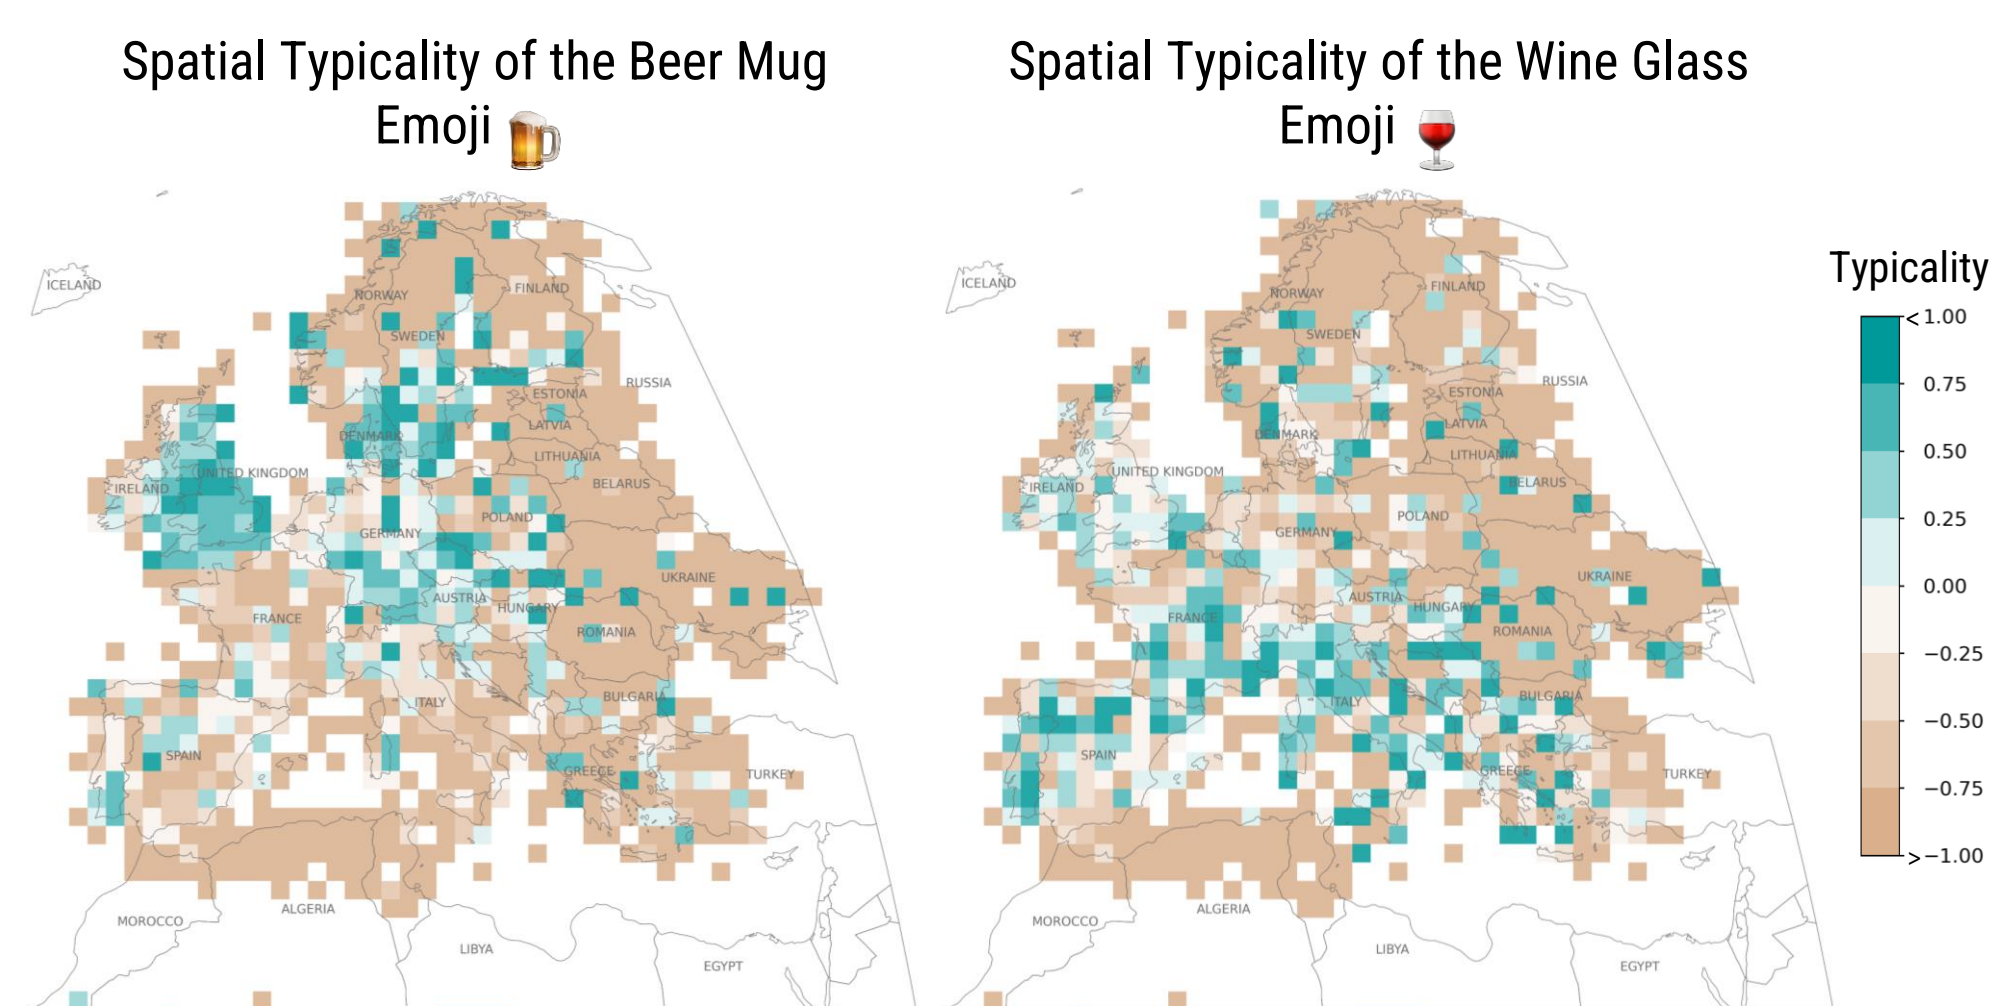 Spatial Typicality of the Beer Mug
Emoji 🍺
Spatial Typicality of the Wine Glass
Emoji 🍷
ICELAND
NORWAY
FINLAND
SWEDEN
RUSSIA
ESTONIA
LATVIA
DENMARK
LITHUANIA
UNITED KINGDOM
IRELAND
BELARUS
POLAND
GERMANY
UKRAINE
AUSTRIA
HUNGARY
FRANCE
ROMANIA
BULGARIA
ITALY
SPAIN
GREECE
TURKEY
MOROCCO
ALGERIA
LIBYA
EGYPT
ICELAND
NORWAY
FINLAND
SWEDEN
RUSSIA
ESTONIA
LATVIA
DENMARK
LITHUANIA
UNITED KINGDOM
IRELAND
BELARUS
POLAND
GERMANY
UKRAINE
AUSTRIA
HUNGARY
FRANCE
ROMANIA
BULGARIA
ITALY
SPAIN
GREECE
TURKEY
MOROCCO
ALGERIA
LIBYA
EGYPT
Typicality
< 1.00
0.75
0.50
0.25
0.00
−0.25
−0.50
−0.75
> −1.00